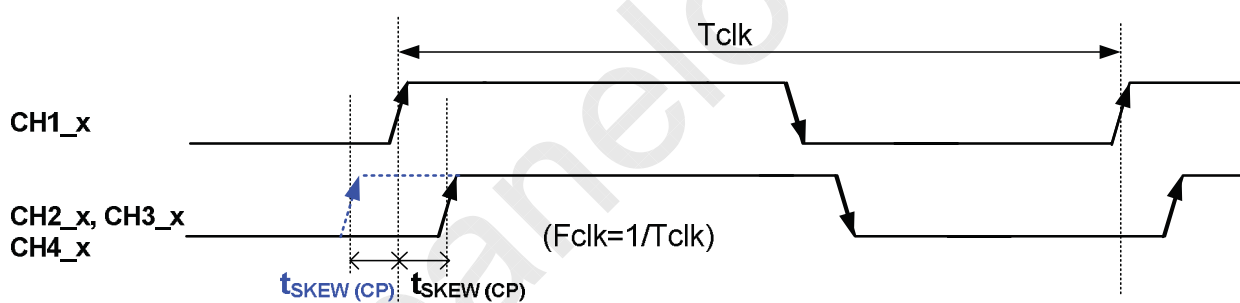 Tclk
CH1_x
CH2_x, CH3_x
CH4_x
(Fclk=1/Tclk)
tSKEW (CP) tSKEW (CP)